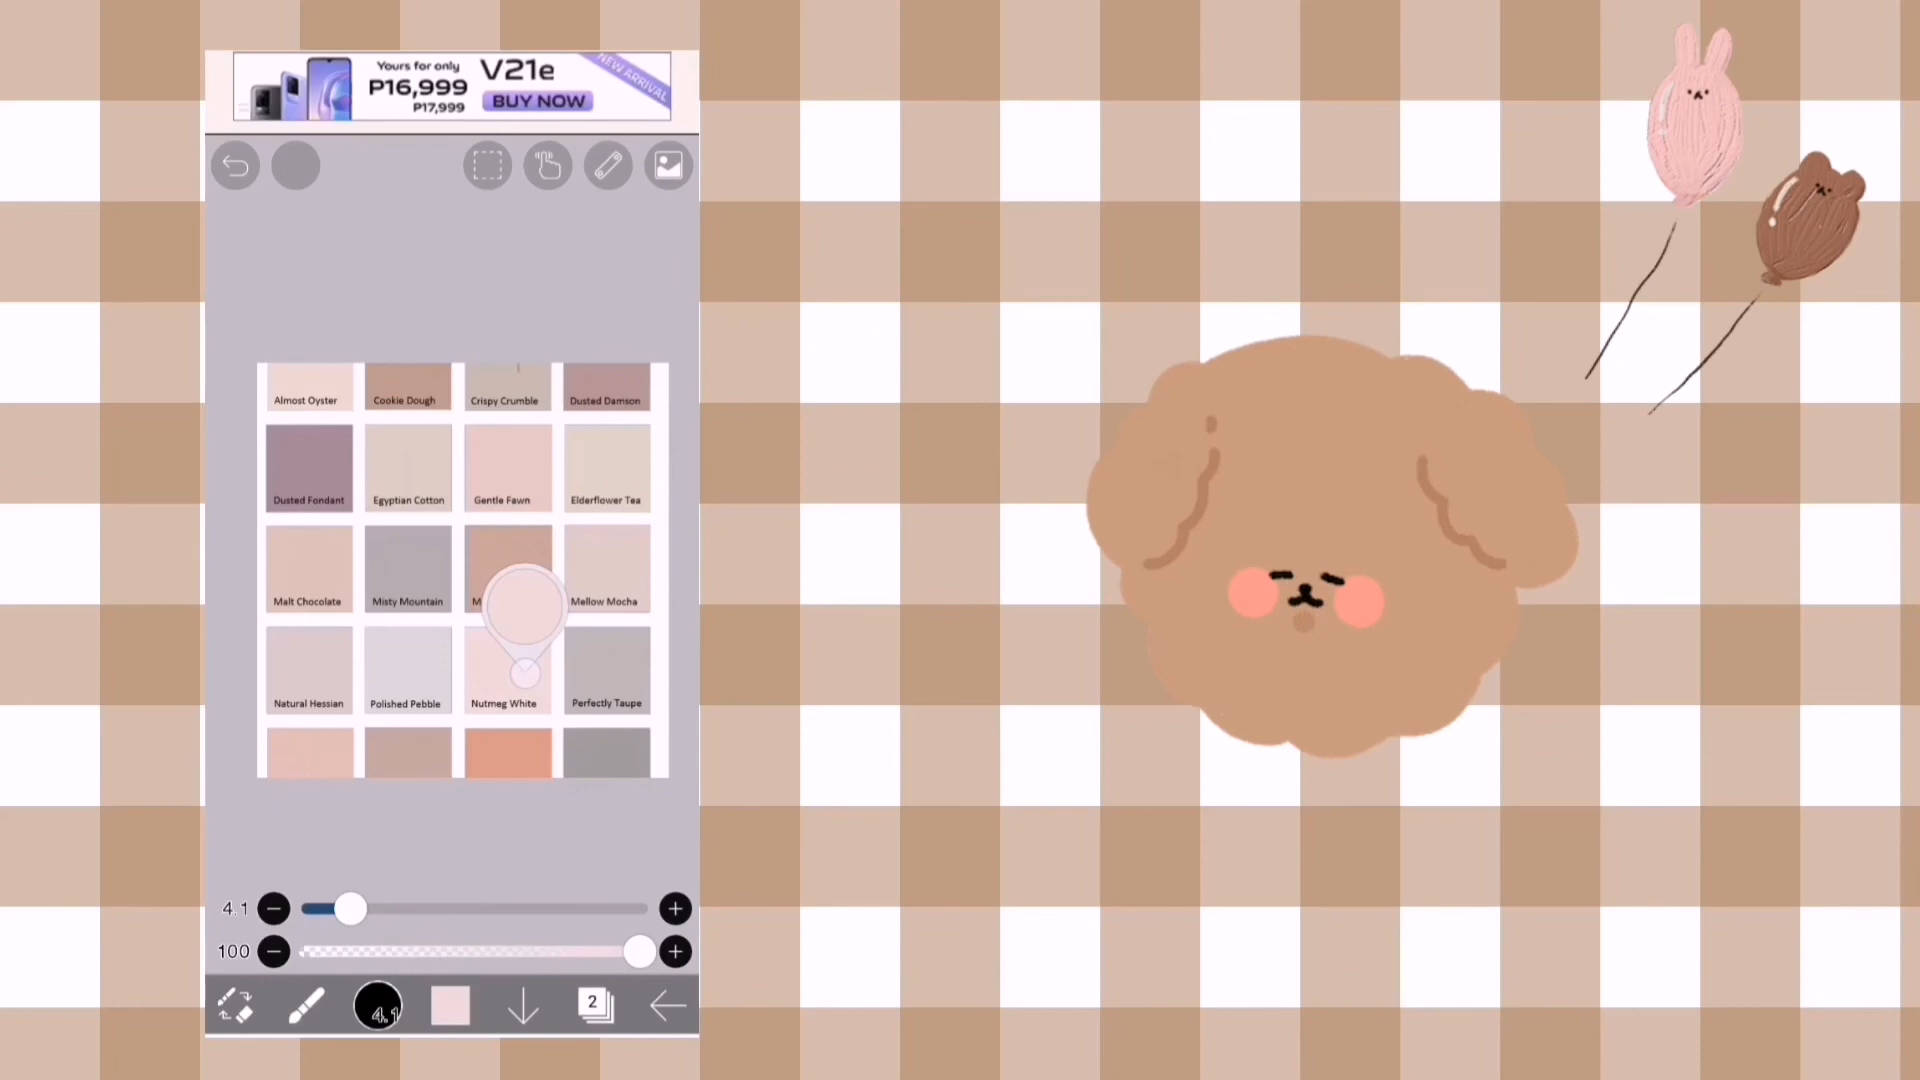 Yours for only
V21e
NEW ARRIVAL
P16,999
P17,999
BUY NOW
Almost Oyster
Cookie Dough
Crispy Crumble
Dusted Damson
Dusted Fondant
Egyptian Cotton
Gentle Fawn
Elderflower Tea
Malt Chocolate
Misty Mountain
M
Mellow Mocha
Natural Hessian
Polished Pebble
Nutmeg White
Perfectly Taupe
4.1
100
4.1
2